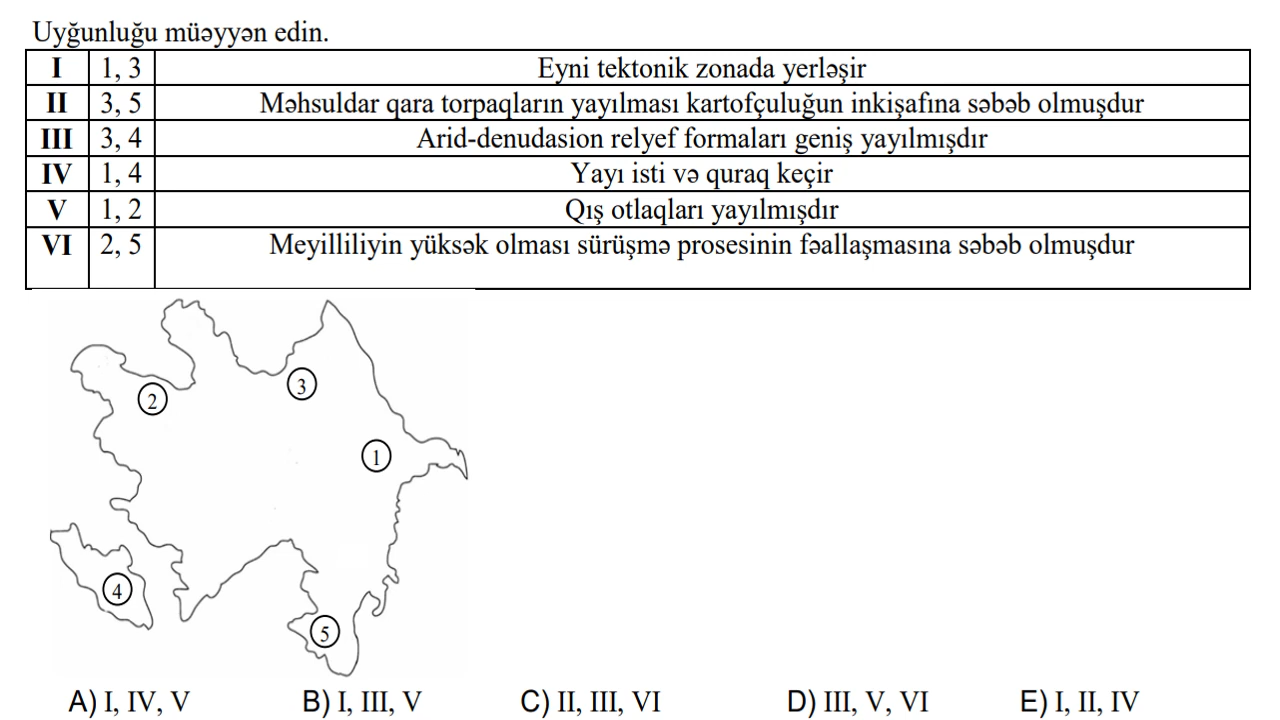 Uyğunluğu müəyyən edin.
I 1, 3 Eyni tektonik zonada yerləşir
II 3, 5 Məhsuldar qara torpaqların yayılması kartofçuluğun inkişafına səbəb olmuşdur
III 3, 4 Arid-denudasion relyef formaları geniş yayılmışdır
IV 1, 4 Yayı isti və quraq keçir
V 1, 2 Qış otlaqları yayılmışdır
VI 2, 5 Meyilliliyin yüksək olması sürüşmə prosesinin fəallaşmasına səbəb olmuşdur
3
2
1
4
5
A) I, IV, V B) I, III, V C) II, III, VI D) III, V, VI E) I, II, IV